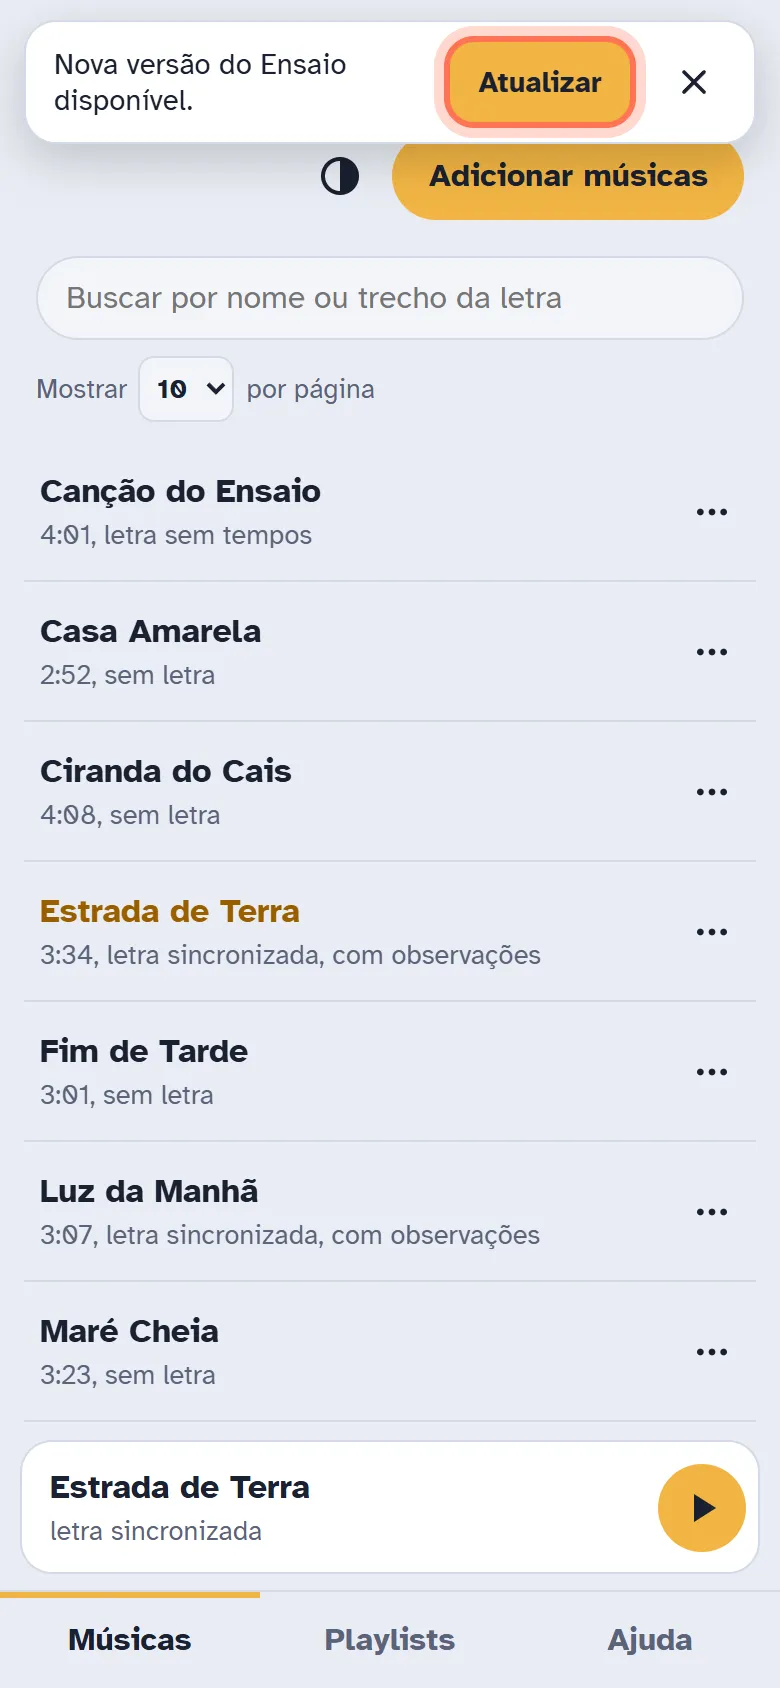 Nova versão do Ensaio
disponível.
Atualizar
Adicionar músicas
Buscar por nome ou trecho da letra
Mostrar 10 por página
Canção do Ensaio
4:01, letra sem tempos
Casa Amarela
2:52, sem letra
Ciranda do Cais
4:08, sem letra
Estrada de Terra
3:34, letra sincronizada, com observações
Fim de Tarde
3:01, sem letra
Luz da Manhã
3:07, letra sincronizada, com observações
Maré Cheia
3:23, sem letra
Estrada de Terra
letra sincronizada
Músicas Playlists Ajuda